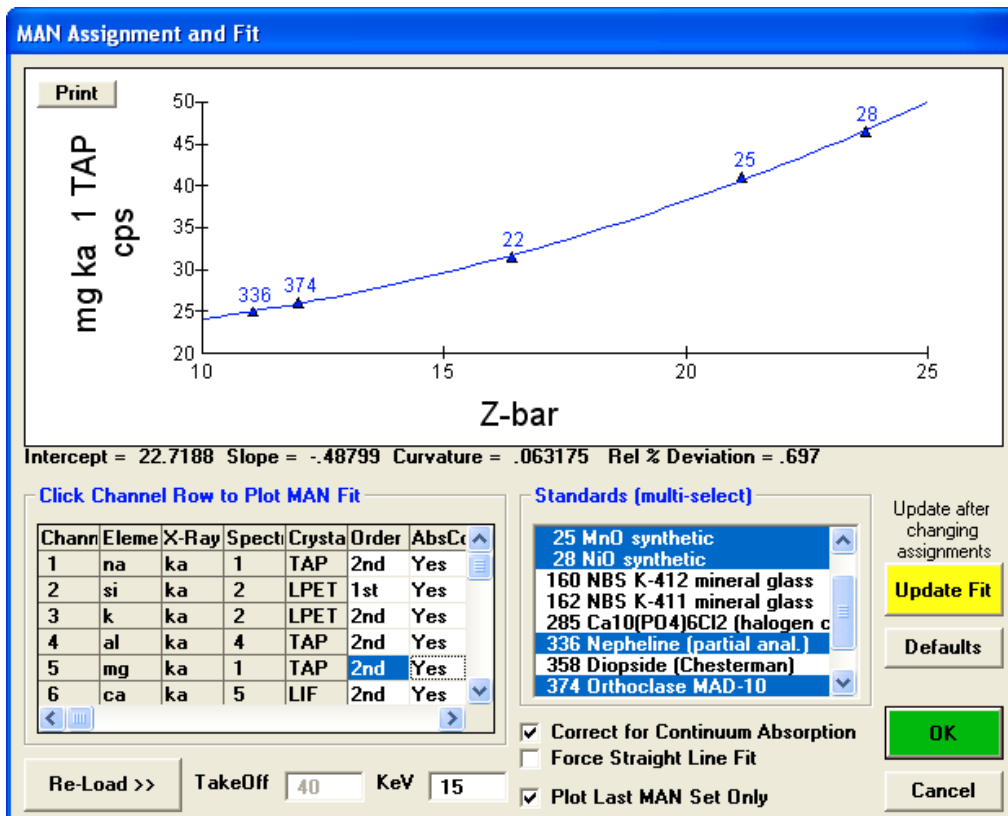 MAN Assignment and Fit
Print
mg ka 1 TAP
cps
50
45
40
35
30
25
20
10
15
20
25
336
374
22
25
28
Z-bar
Intercept = 22.7188 Slope = -.48799 Curvature = .063175 Rel % Deviation = .697
Click Channel Row to Plot MAN Fit
Chann Eleme X-Ray Specti Crysta Order AbsCo
1 na ka 1 TAP 2nd Yes
2 si ka 2 LPET 1st Yes
3 k ka 2 LPET 2nd Yes
4 al ka 4 TAP 2nd Yes
5 mg ka 1 TAP 2nd Yes
6 ca ka 5 LIF 2nd Yes
Standards (multi-select)
25 MnO synthetic
28 NiO synthetic
160 NBS K-412 mineral glass
162 NBS K-411 mineral glass
285 Ca10(PO4)6Cl2 (halogen c
336 Nepheline (partial anal.)
358 Diopside (Chesterman)
374 Orthoclase MAD-10
Update after
changing
assignments
Update Fit
Defaults
Correct for Continuum Absorption
Force Straight Line Fit
Plot Last MAN Set Only
OK
Cancel
Re-Load >>
TakeOff 40 KeV 15